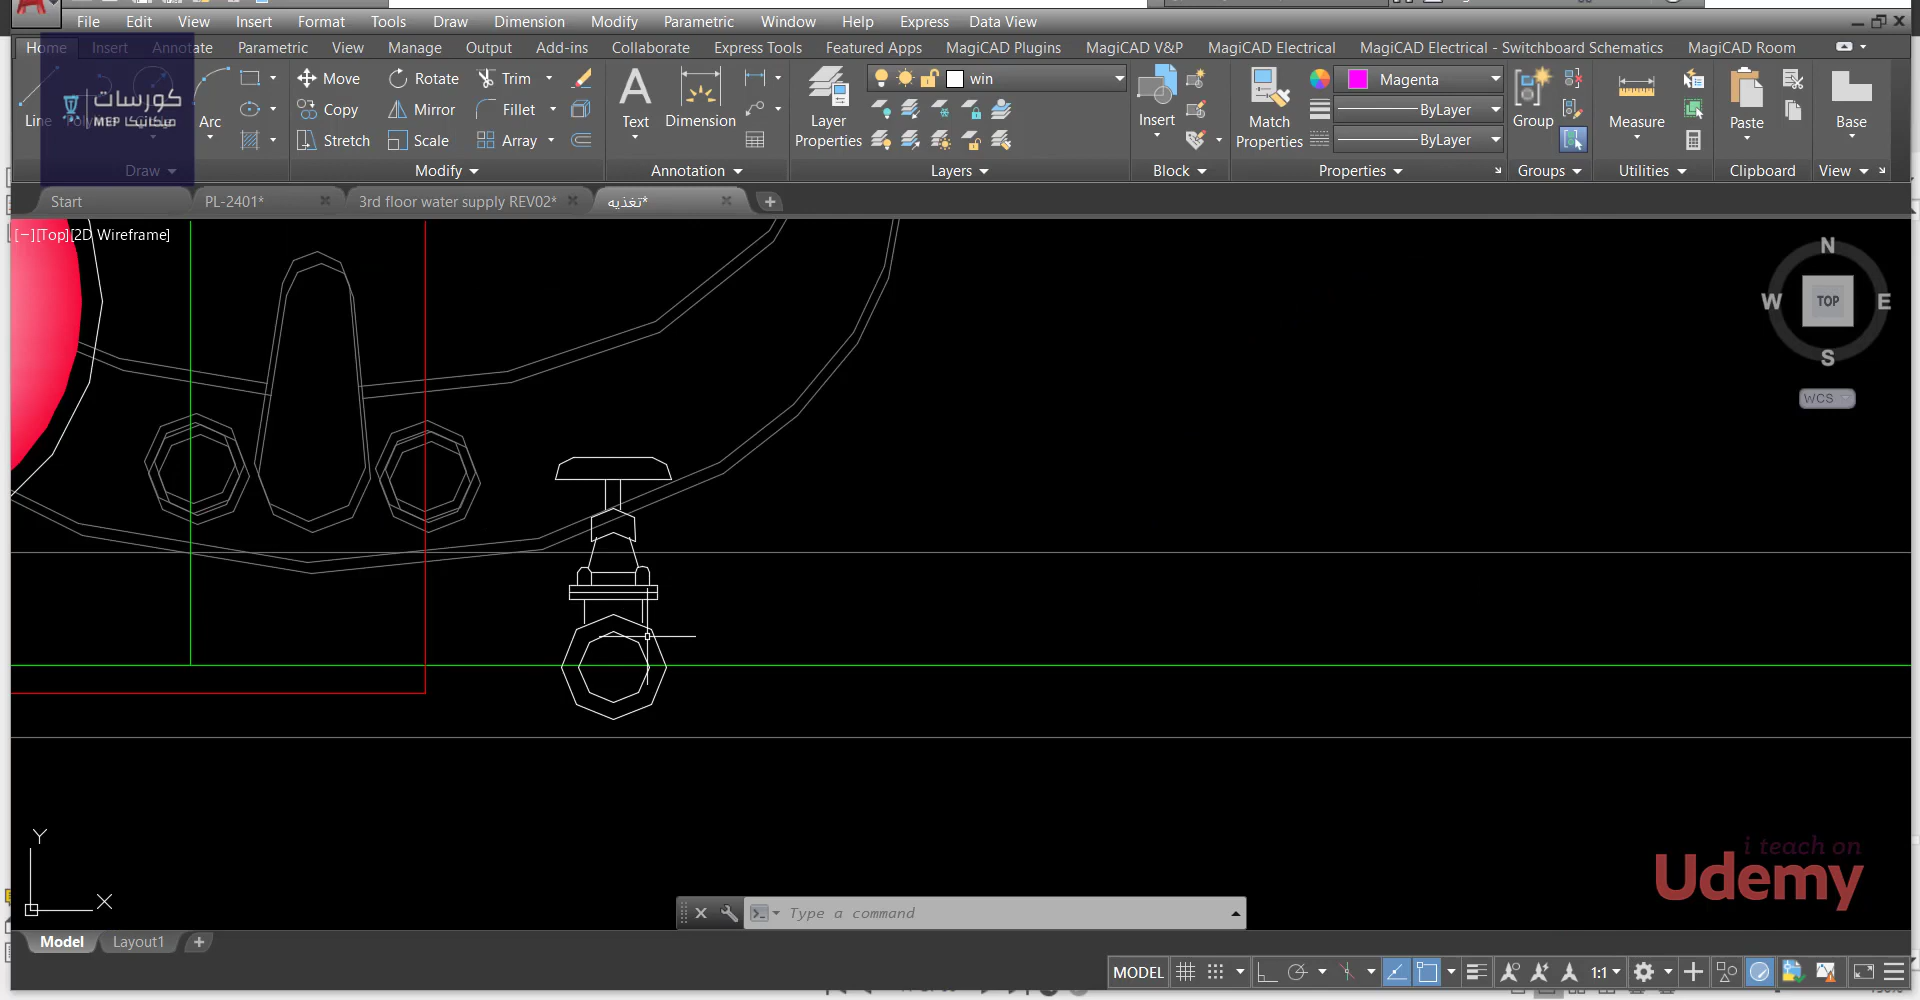 File Edit View Insert Format Tools Draw Dimension Modify Parametric Window Help Express Data View
Home Insert Annotate Parametric View Manage Output Add-ins Collaborate Express Tools Featured Apps MagiCAD Plugins MagiCAD V&P MagiCAD Electrical MagiCAD Electrical - Switchboard Schematics MagiCAD Room
Line
Arc
Move
Rotate
Trim
Copy
Mirror
Fillet
Stretch
Scale
Array
Text
Dimension
Layer
Properties
win
Insert
Match
Properties
Magenta
ByLayer
ByLayer
Group
Measure
Paste
Base
كورسات
MEP ميكانيكا
Draw
Modify
Annotation
Layers
Block
Properties
Groups
Utilities
Clipboard
View
Start
PL-2401*
3rd floor water supply REV02*
تغذيه*
[−][Top][2D Wireframe]
N
W
TOP
E
S
WCS
Y
X
i teach on
Udemy
Type a command
Model
Layout1
MODEL
1:1